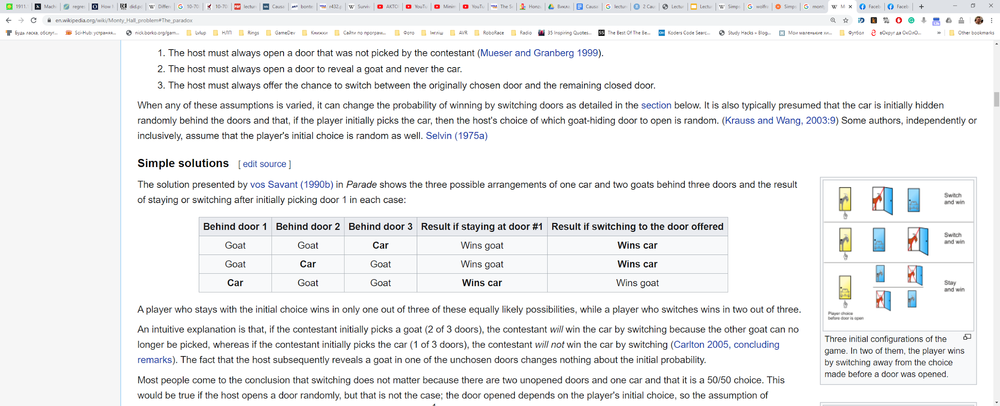 1911.
Mach
regres
How M
did.pd
Differe
10-70
10-70
lectur
Causa
bonte
r432.p
Surviv
AKTO
YouTu
Minim
YouTu
The Se
Honzu
Викла
Causa
lectur
2 Cau
Lectur
Lectur
Simps
wolfra
Simps
monty
M
Faceb
Faceb
en.wikipedia.org/wiki/Monty_Hall_problem#The_paradox
12h
Будь ласка, обслуг...
Sci-Hub: устраняя...
nick.borko.org/gam...
Lvlup
НЛП
Rings
GameDev
Книжки
Сайти по програм...
Фото
Інгліш
AVR
RoboRace
Radio
35 Inspiring Quotes...
The Best Of The Be...
Koders Code Searc...
Study Hacks » Blog...
Мои маленькие хи...
Футбол
вОкруг да ОкОлО...
»
Other bookmarks
1. The host must always open a door that was not picked by the contestant (Mueser and Granberg 1999).
2. The host must always open a door to reveal a goat and never the car.
3. The host must always offer the chance to switch between the originally chosen door and the remaining closed door.
When any of these assumptions is varied, it can change the probability of winning by switching doors as detailed in the section below. It is also typically presumed that the car is initially hidden
randomly behind the doors and that, if the player initially picks the car, then the host's choice of which goat-hiding door to open is random. (Krauss and Wang, 2003:9) Some authors, independently or
inclusively, assume that the player's initial choice is random as well. Selvin (1975a)
Simple solutions [ edit source ]
The solution presented by vos Savant (1990b) in Parade shows the three possible arrangements of one car and two goats behind three doors and the result
of staying or switching after initially picking door 1 in each case:
Behind door 1 Behind door 2 Behind door 3 Result if staying at door #1 Result if switching to the door offered
Goat Goat Car Wins goat Wins car
Goat Car Goat Wins goat Wins car
Car Goat Goat Wins car Wins goat
A player who stays with the initial choice wins in only one out of three of these equally likely possibilities, while a player who switches wins in two out of three.
An intuitive explanation is that, if the contestant initially picks a goat (2 of 3 doors), the contestant will win the car by switching because the other goat can no
longer be picked, whereas if the contestant initially picks the car (1 of 3 doors), the contestant will not win the car by switching (Carlton 2005, concluding
remarks). The fact that the host subsequently reveals a goat in one of the unchosen doors changes nothing about the initial probability.
Most people come to the conclusion that switching does not matter because there are two unopened doors and one car and that it is a 50/50 choice. This
would be true if the host opens a door randomly, but that is not the case; the door opened depends on the player's initial choice, so the assumption of
1
Switch
and win
Switch
and win
Stay
and win
Player choice
before door is open
Three initial configurations of the
game. In two of them, the player wins
by switching away from the choice
made before a door was opened.